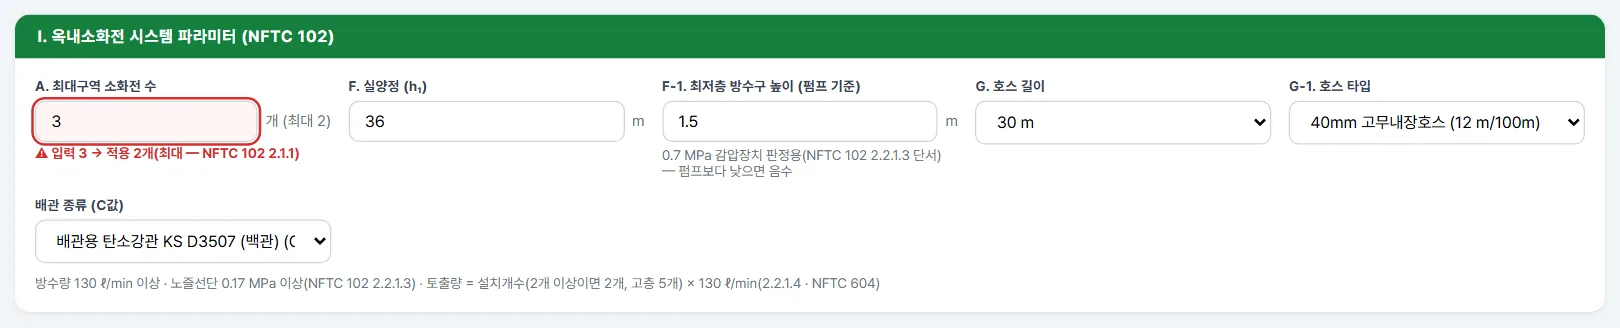 I. 옥내소화전 시스템 파라미터 (NFTC 102)
A. 최대구역 소화전 수
3 개 (최대 2)
⚠ 입력 3 → 적용 2개(최대 — NFTC 102 2.1.1)
F. 실양정 (h₁)
36 m
F-1. 최저층 방수구 높이 (펌프 기준)
1.5 m
0.7 MPa 감압장치 판정용(NFTC 102 2.2.1.3 단서)
— 펌프보다 낮으면 음수
G. 호스 길이
30 m
G-1. 호스 타입
40mm 고무내장호스 (12 m/100m)
배관 종류 (C값)
배관용 탄소강관 KS D3507 (백관) (
방수량 130 ℓ/min 이상 · 노즐선단 0.17 MPa 이상(NFTC 102 2.2.1.3) · 토출량 = 설치개수(2개 이상이면 2개, 고층 5개) × 130 ℓ/min(2.2.1.4 · NFTC 604)